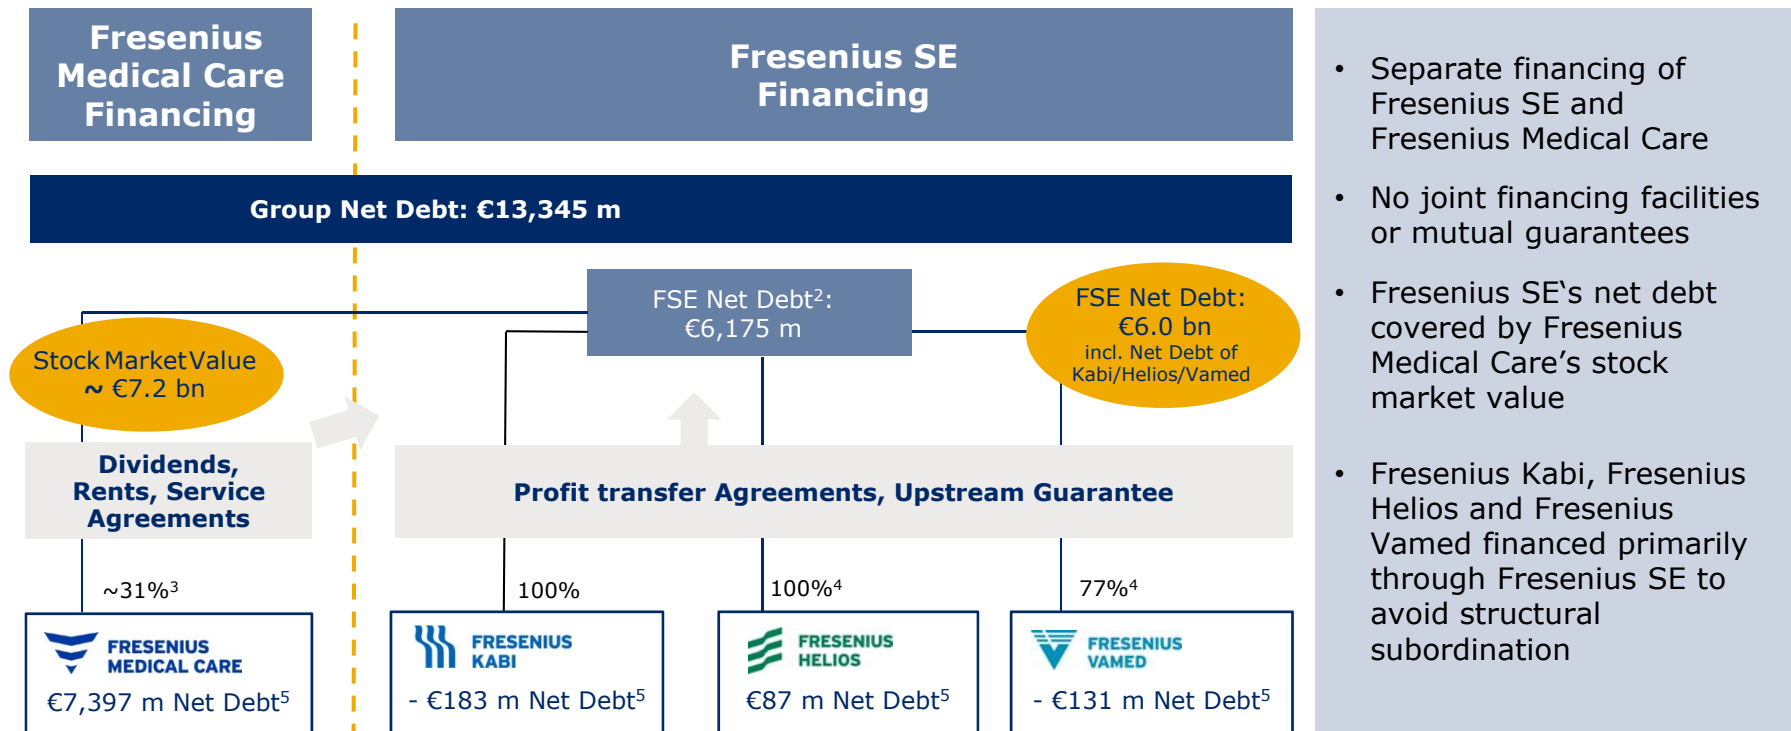 Fresenius
Medical Care
Financing
Fresenius SE
Financing
Group Net Debt: €13,345 m
FSE Net Debt²:
€6,175 m
FSE Net Debt:
€6.0 bn
incl. Net Debt of
Kabi/Helios/Vamed
Stock Market Value
~ €7.2 bn
Dividends,
Rents, Service
Agreements
Profit transfer Agreements, Upstream Guarantee
~31%³
100%
100%⁴
77%⁴
FRESENIUS
MEDICAL CARE
€7,397 m Net Debt⁵
FRESENIUS
KABI
- €183 m Net Debt⁵
FRESENIUS
HELIOS
€87 m Net Debt⁵
FRESENIUS
VAMED
- €131 m Net Debt⁵
• Separate financing of
Fresenius SE and
Fresenius Medical Care
• No joint financing facilities
or mutual guarantees
• Fresenius SE‘s net debt
covered by Fresenius
Medical Care’s stock
market value
• Fresenius Kabi, Fresenius
Helios and Fresenius
Vamed financed primarily
through Fresenius SE to
avoid structural
subordination